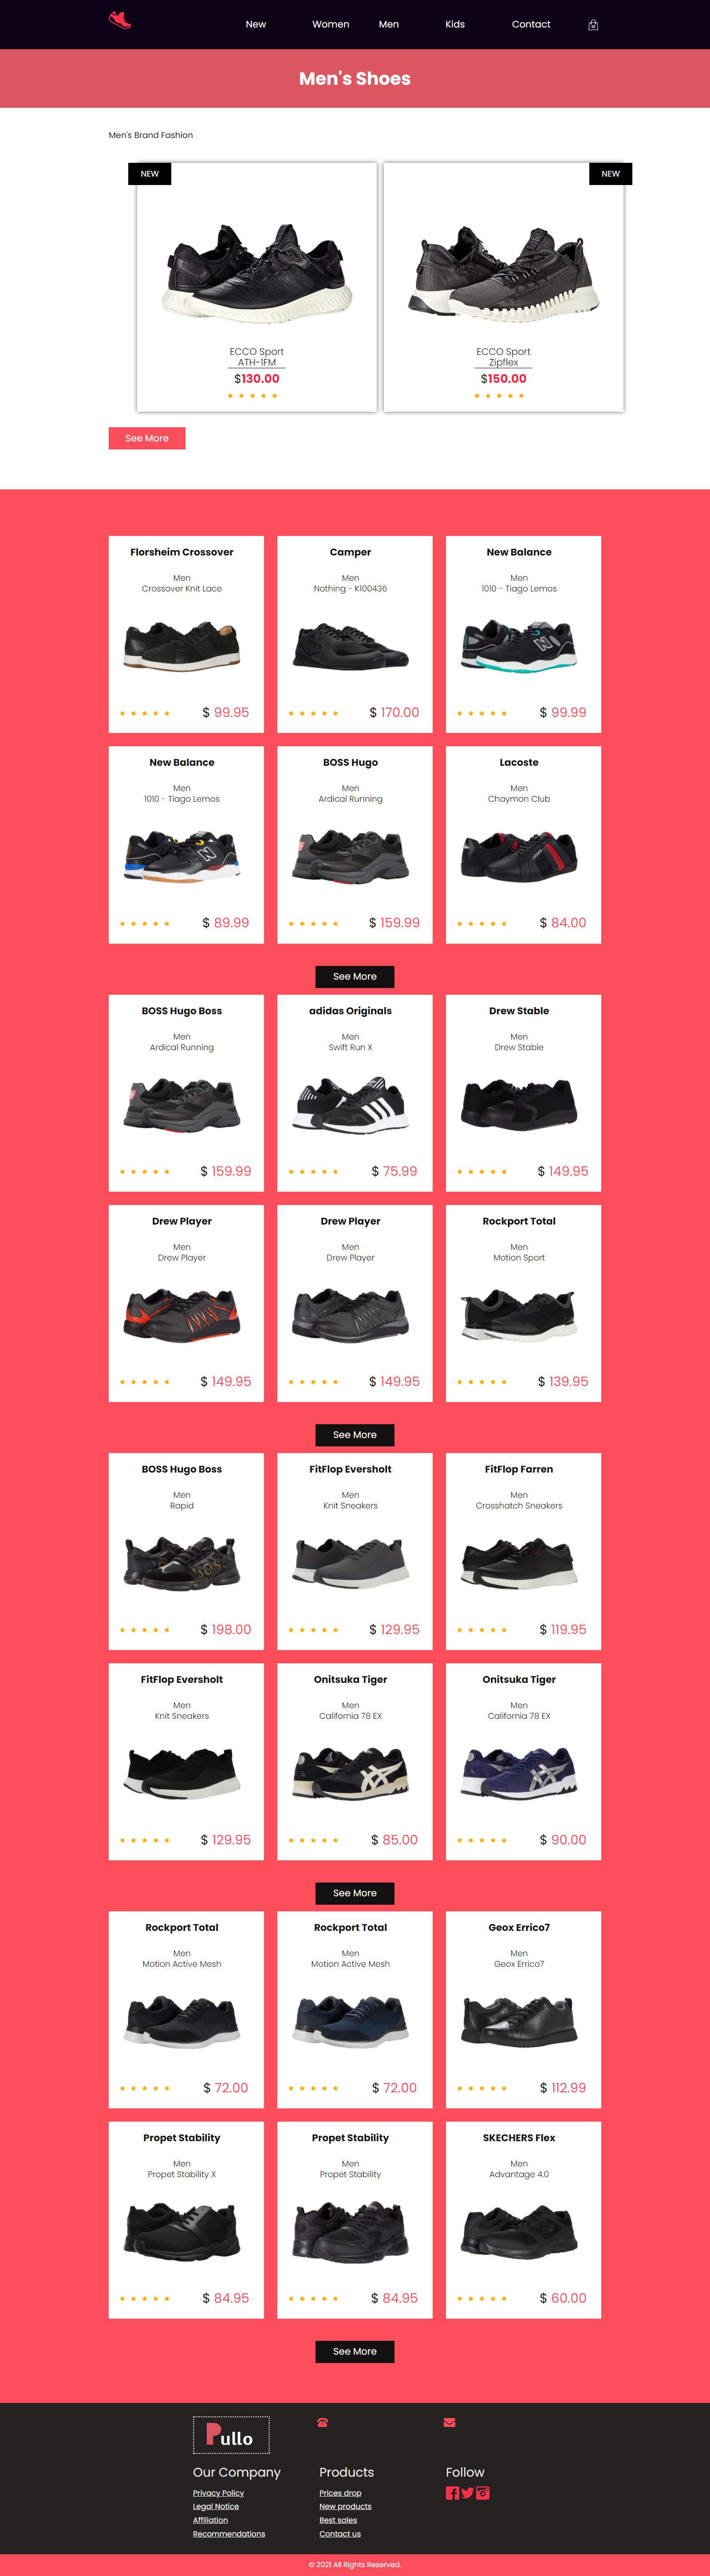 New Women Men Kids Contact
Men's Shoes
Men's Brand Fashion
NEW
NEW
ECCO Sport
ATH-1FM
$130.00
ECCO Sport
Zipflex
$150.00
See More
Florsheim Crossover
Men
Crossover Knit Lace
$ 99.95
Camper
Men
Nothing - K100436
$ 170.00
New Balance
Men
1010 - Tiago Lemos
$ 99.99
New Balance
Men
1010 - Tiago Lemos
$ 89.99
BOSS Hugo
Men
Ardical Running
$ 159.99
Lacoste
Men
Chaymon Club
$ 84.00
See More
BOSS Hugo Boss
Men
Ardical Running
$ 159.99
adidas Originals
Men
Swift Run X
$ 75.99
Drew Stable
Men
Drew Stable
$ 149.95
Drew Player
Men
Drew Player
$ 149.95
Drew Player
Men
Drew Player
$ 149.95
Rockport Total
Men
Motion Sport
$ 139.95
See More
BOSS Hugo Boss
Men
Rapid
$ 198.00
FitFlop Eversholt
Men
Knit Sneakers
$ 129.95
FitFlop Farren
Men
Crosshatch Sneakers
$ 119.95
FitFlop Eversholt
Men
Knit Sneakers
$ 129.95
Onitsuka Tiger
Men
California 78 EX
$ 85.00
Onitsuka Tiger
Men
California 78 EX
$ 90.00
See More
Rockport Total
Men
Motion Active Mesh
$ 72.00
Rockport Total
Men
Motion Active Mesh
$ 72.00
Geox Errico7
Men
Geox Errico7
$ 112.99
Propet Stability
Men
Propet Stability X
$ 84.95
Propet Stability
Men
Propet Stability
$ 84.95
SKECHERS Flex
Men
Advantage 4.0
$ 60.00
See More
Pullo
Our Company
Privacy Policy
Legal Notice
Affiliation
Recommendations
Products
Prices drop
New products
Best sales
Contact us
Follow
© 2021 All Rights Reserved.